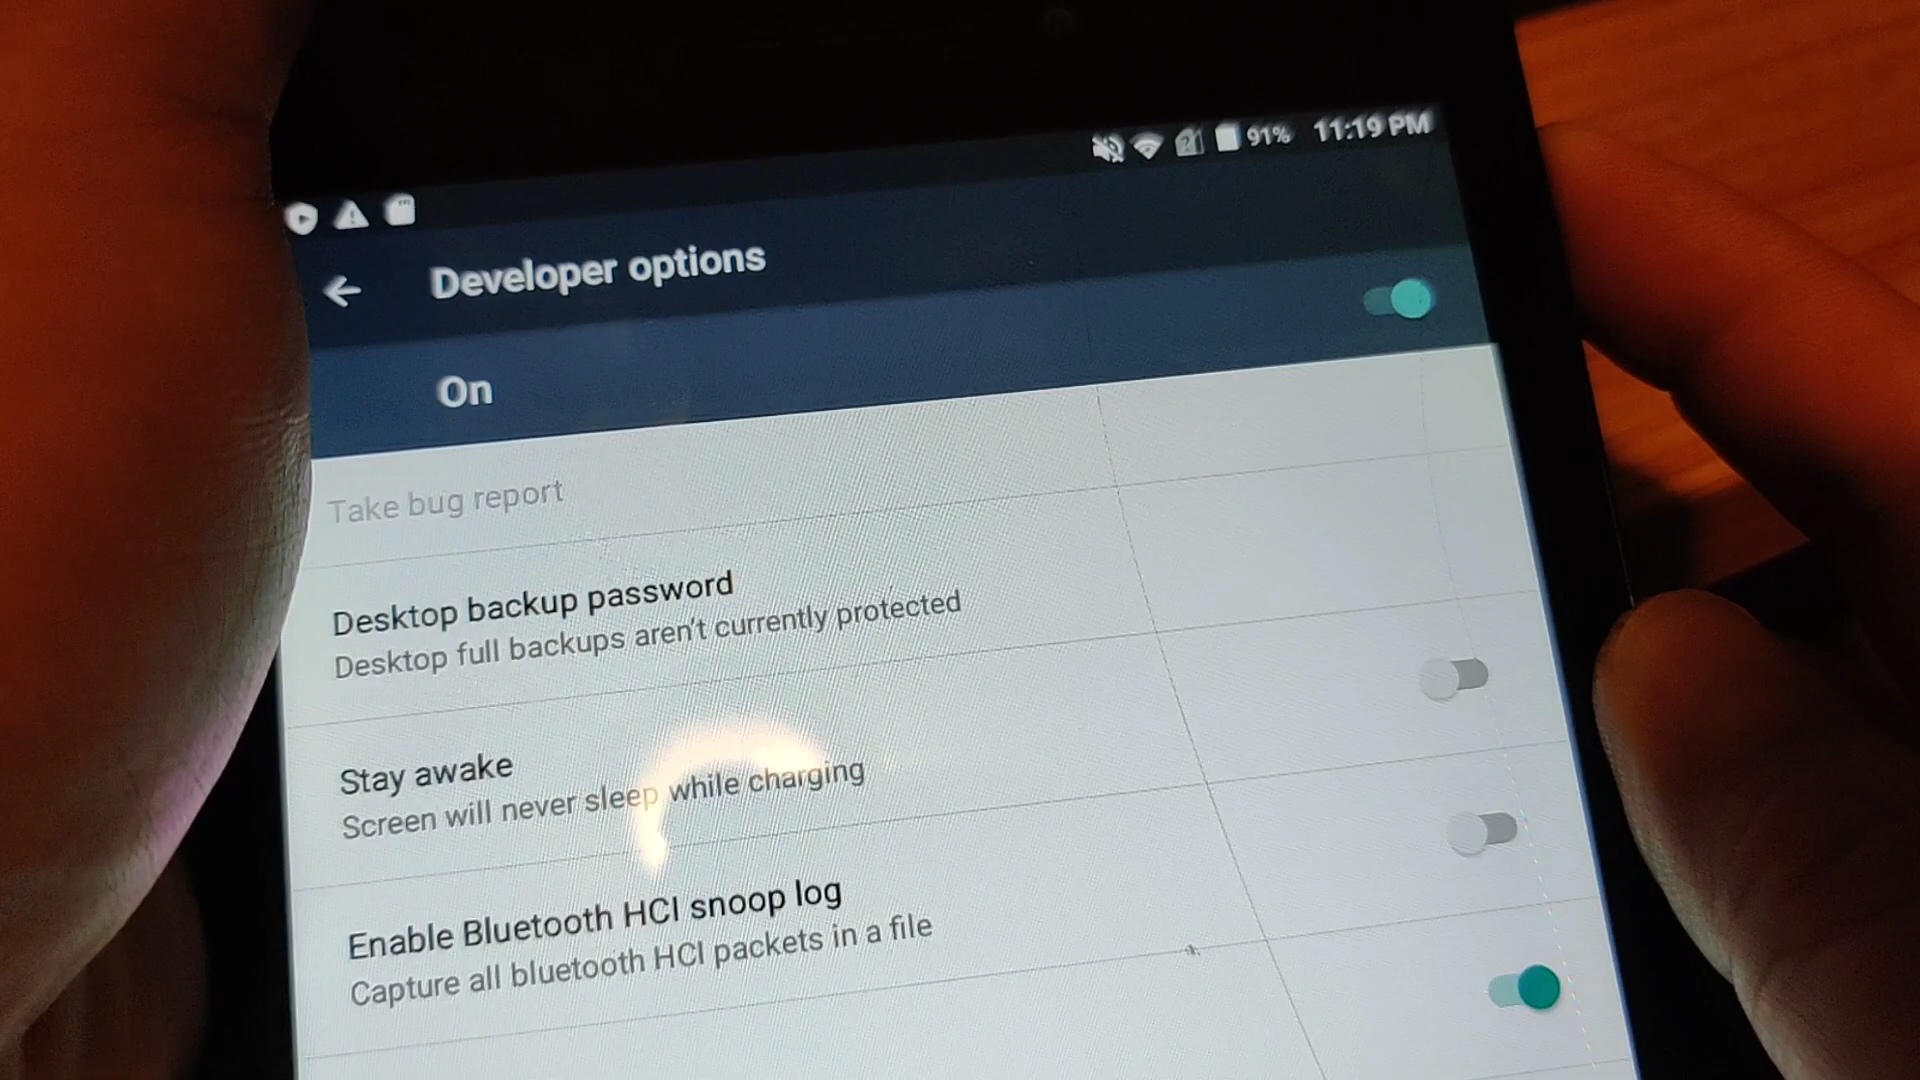 91% 11:19 PM
Developer options
On
Take bug report
Desktop backup password
Desktop full backups aren't currently protected
Stay awake
Screen will never sleep while charging
Enable Bluetooth HCI snoop log
Capture all bluetooth HCI packets in a file